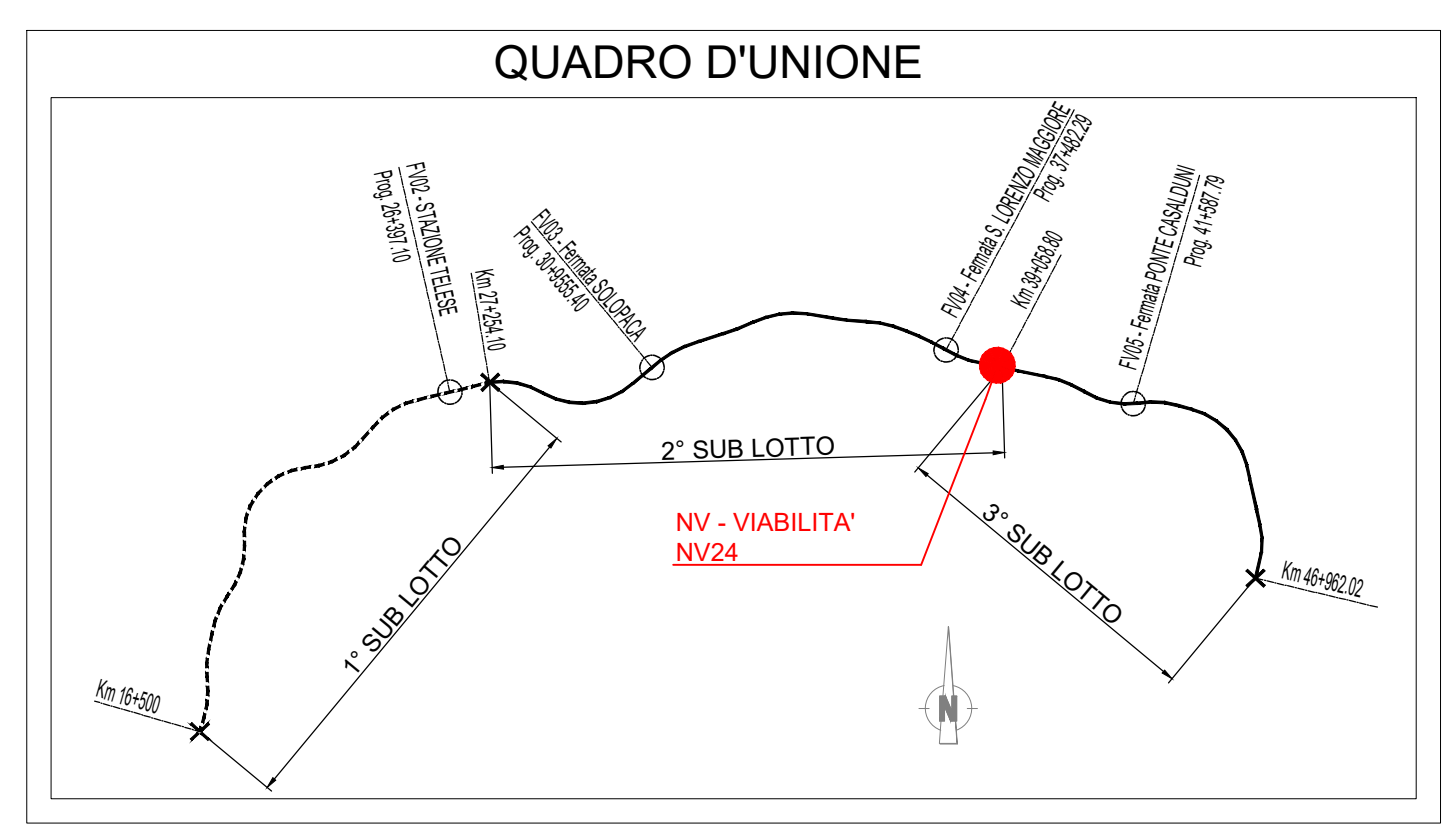 QUADRO D'UNIONE
FV02 - STAZIONE TELESE
Prog. 26+397.10
Km 27+254.10
FV03 - Fermata SOLOPACA
Prog. 30+9555.40
FV04 - Fermata S. LORENZO MAGGIORE
Prog. 37+482.29
Km 39+058.80
FV05 - Fermata PONTE CASALDUNI
Prog. 41+587.79
2° SUB LOTTO
NV - VIABILITA'
NV24
3° SUB LOTTO
1° SUB LOTTO
Km 46+962.02
Km 16+500
N